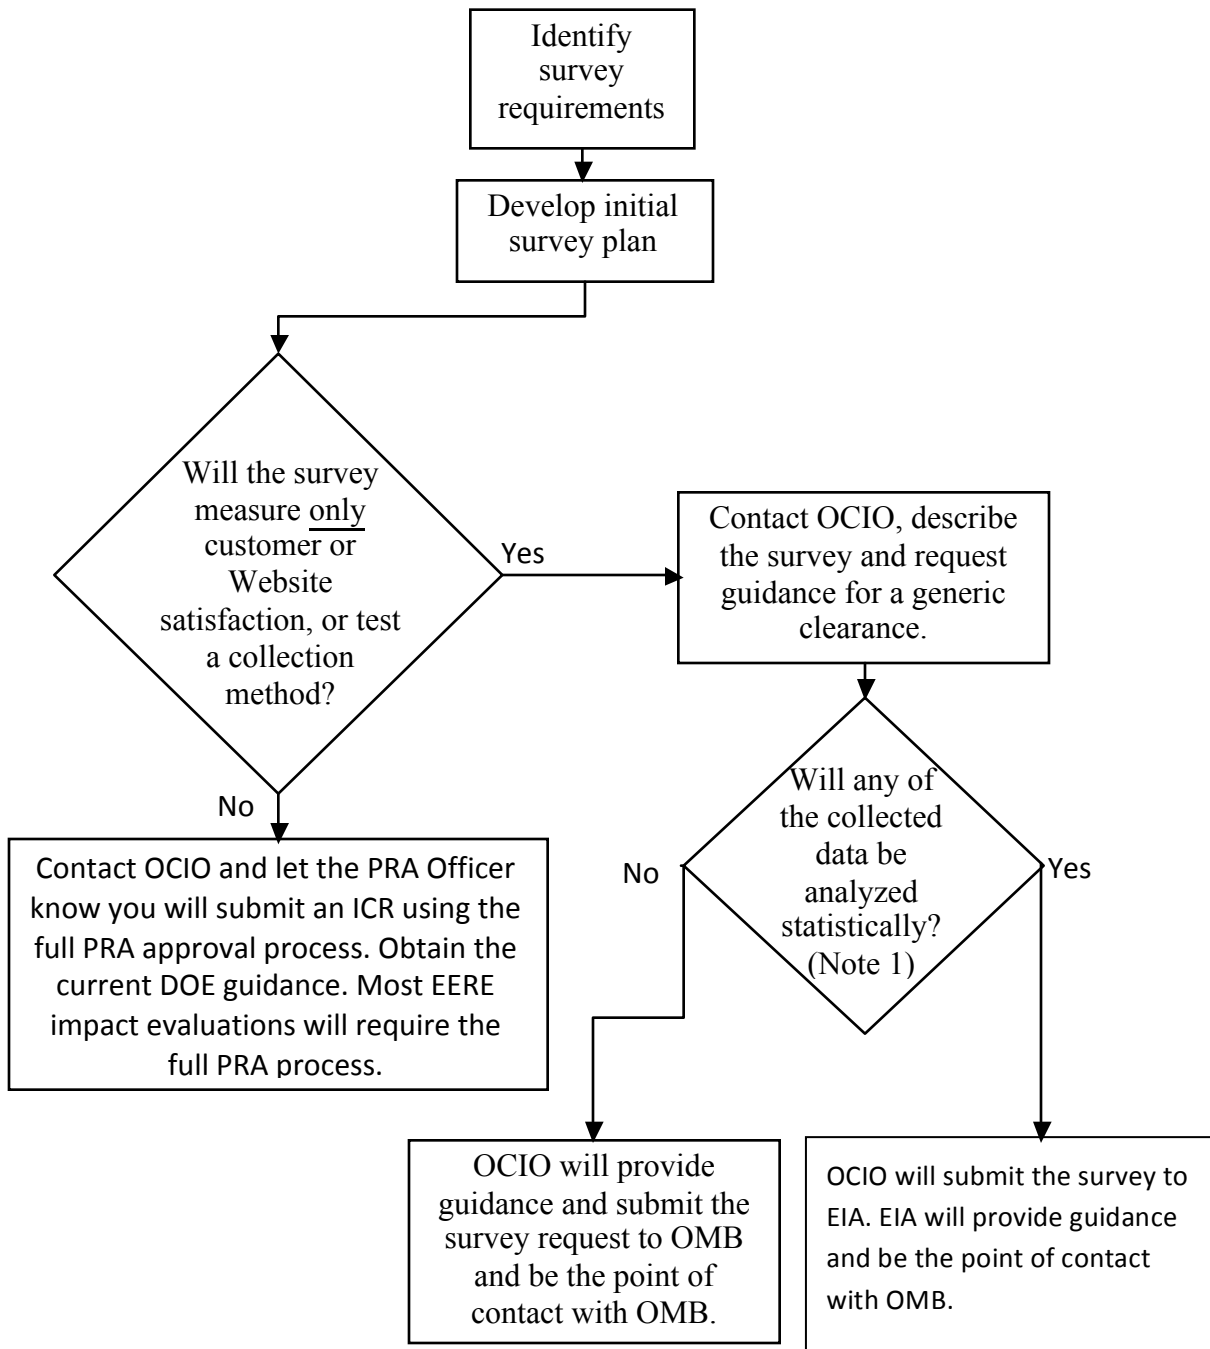 Identify
survey
requirements
Develop initial
survey plan
Will the survey
measure only
customer or
Website
satisfaction, or test
a collection
method?
Yes
Contact OCIO, describe
the survey and request
guidance for a generic
clearance.
No
Contact OCIO and let the PRA Officer
know you will submit an ICR using the
full PRA approval process. Obtain the
current DOE guidance. Most EERE
impact evaluations will require the
full PRA process.
Will any of
the collected
data be
analyzed
statistically?
(Note 1)
No
Yes
OCIO will provide
guidance and submit the
survey request to OMB
and be the point of
contact with OMB.
OCIO will submit the survey to
EIA. EIA will provide guidance
and be the point of contact
with OMB.